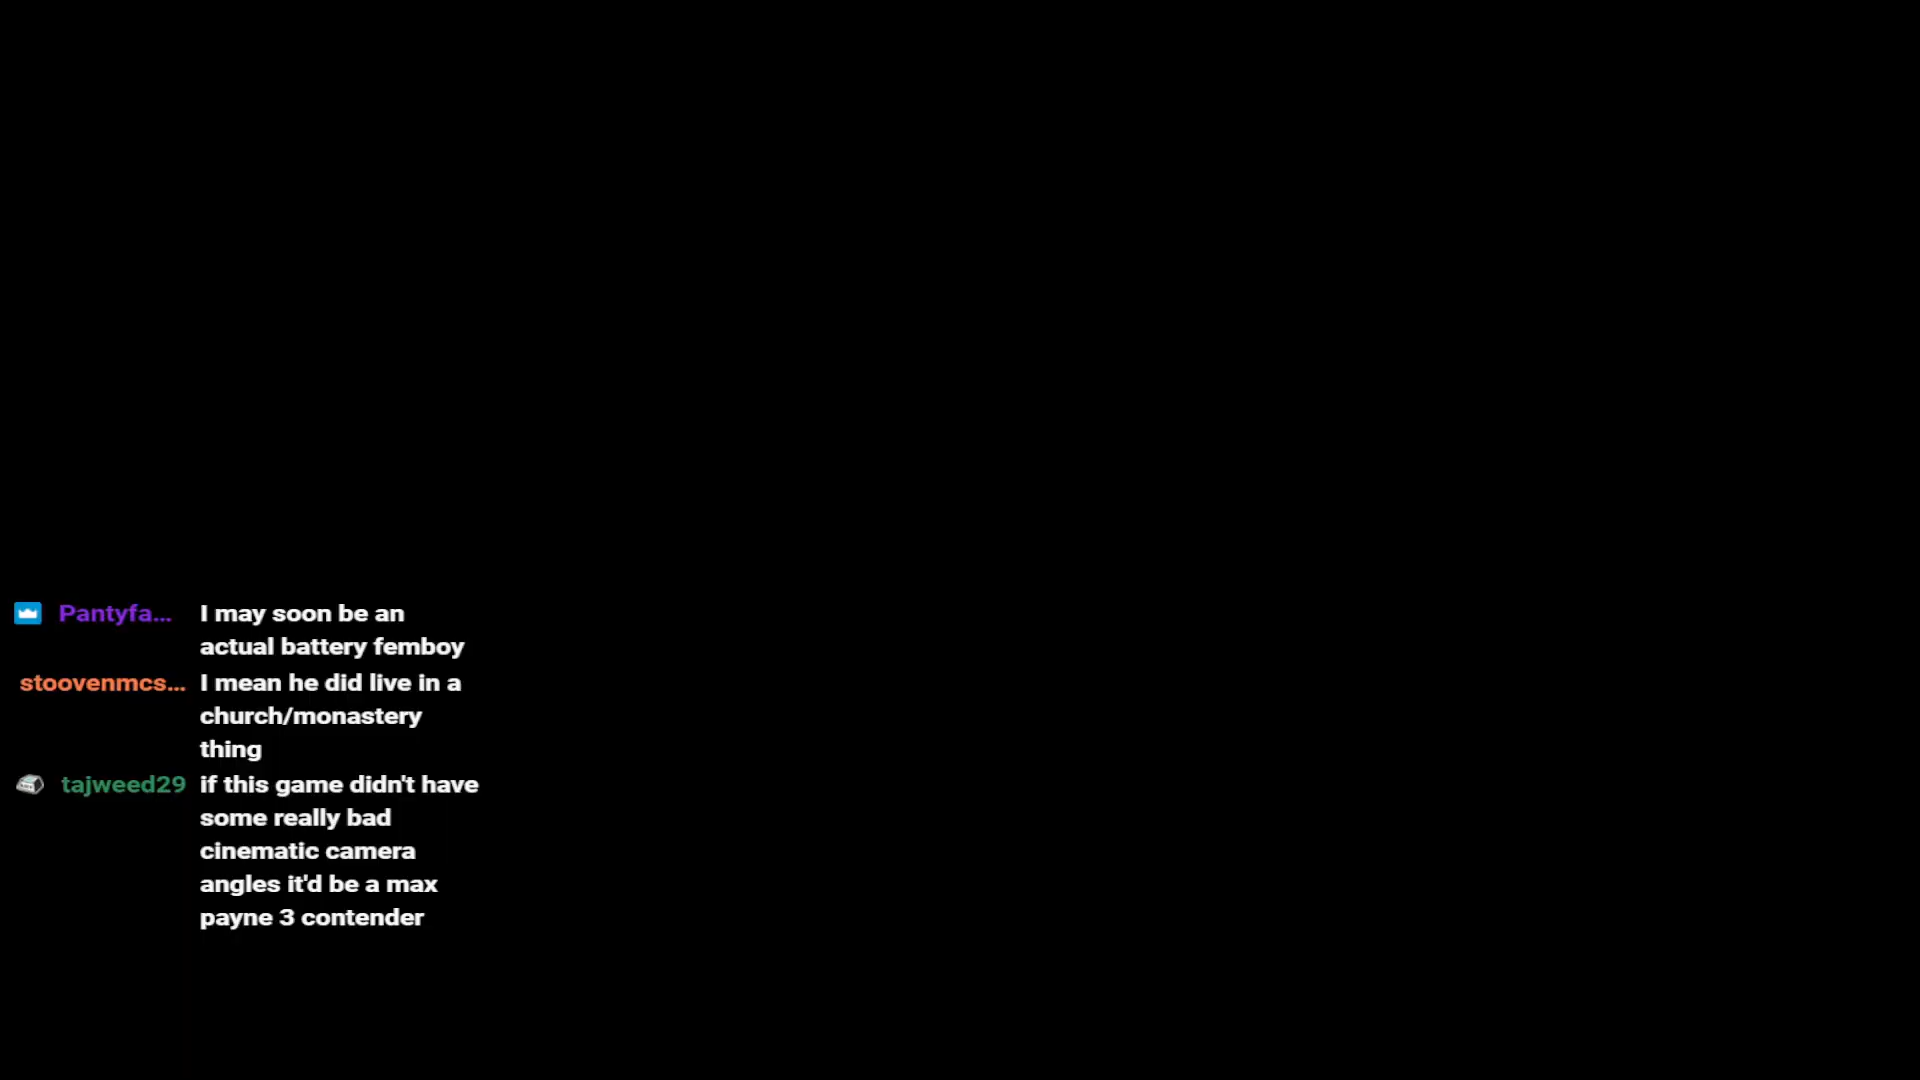 Pantyfa... I may soon be an
actual battery femboy
stoovenmcs... I mean he did live in a
church/monastery
thing
tajweed29 if this game didn't have
some really bad
cinematic camera
angles it'd be a max
payne 3 contender